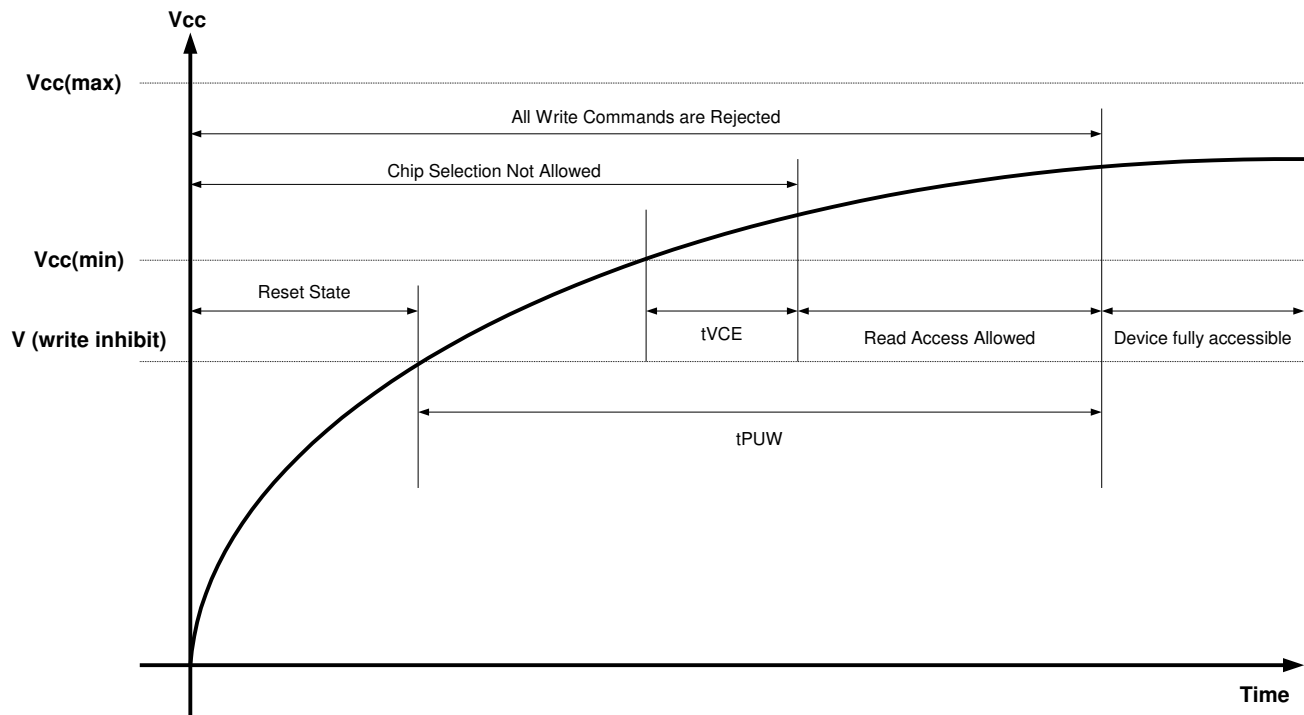 Vcc
Vcc(max)
All Write Commands are Rejected
Chip Selection Not Allowed
Vcc(min)
Reset State
V (write inhibit)
tVCE
Read Access Allowed
Device fully accessible
tPUW
Time